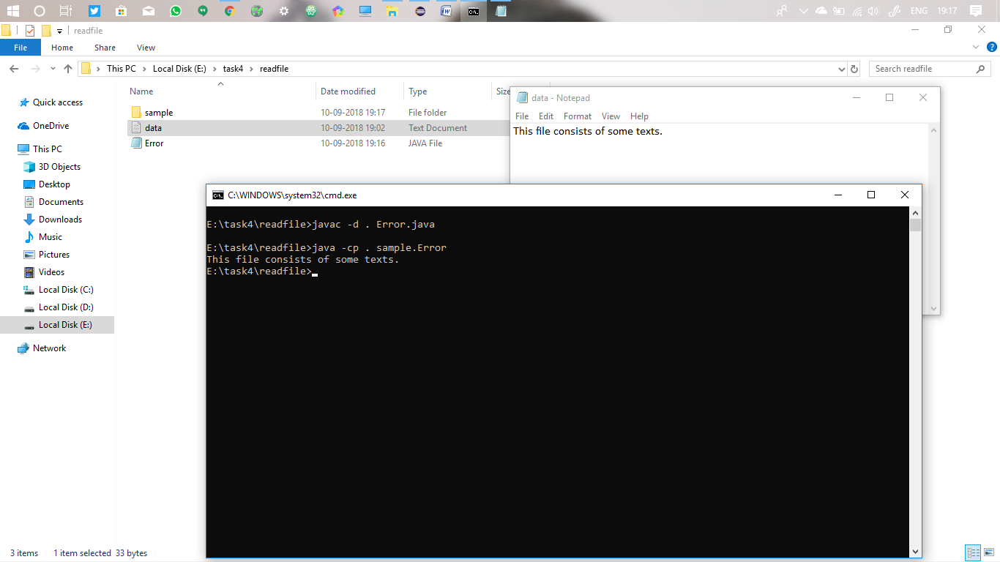 ENG 19:17
readfile
File Home Share View
This PC Local Disk (E:) task4 readfile
Search readfile
Name Date modified Type Size
sample 10-09-2018 19:17 File folder
data 10-09-2018 19:02 Text Document
Error 10-09-2018 19:16 JAVA File
Quick access
OneDrive
This PC
3D Objects
Desktop
Documents
Downloads
Music
Pictures
Videos
Local Disk (C:)
Local Disk (D:)
Local Disk (E:)
Network
3 items 1 item selected 33 bytes
data - Notepad
File Edit Format View Help
This file consists of some texts.
C:\WINDOWS\system32\cmd.exe
E:\task4\readfile>javac -d . Error.java
E:\task4\readfile>java -cp . sample.Error
This file consists of some texts.
E:\task4\readfile>